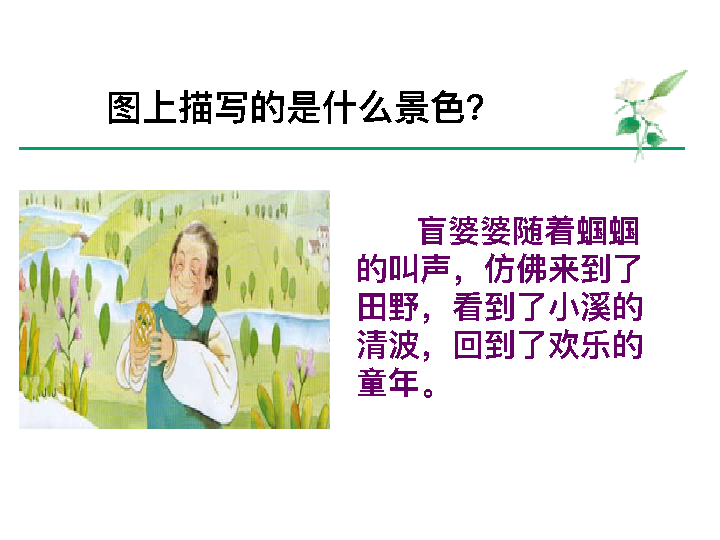 图上描写的是什么景色?
盲婆婆随着蝈蝈
的叫声，仿佛来到了
田野，看到了小溪的
清波，回到了欢乐的
童年。